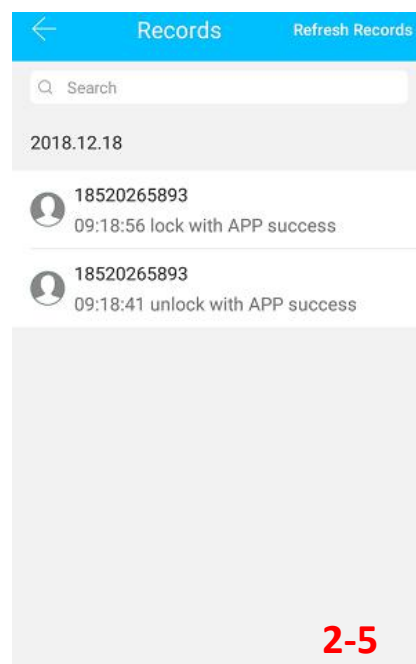 Records
Refresh Records
Search
2018.12.18
18520265893
09:18:56 lock with APP success
18520265893
09:18:41 unlock with APP success
2-5